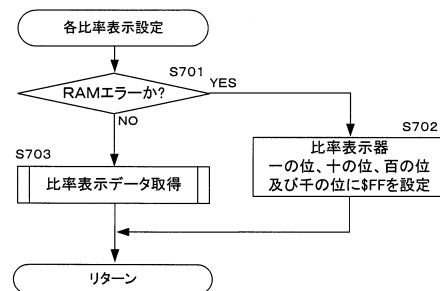 各比率表示設定
S701
RAMエラーか?
YES
NO
S702
比率表示器
一の位、十の位、百の位
及び千の位に$FFを設定
S703
比率表示データ取得
リターン